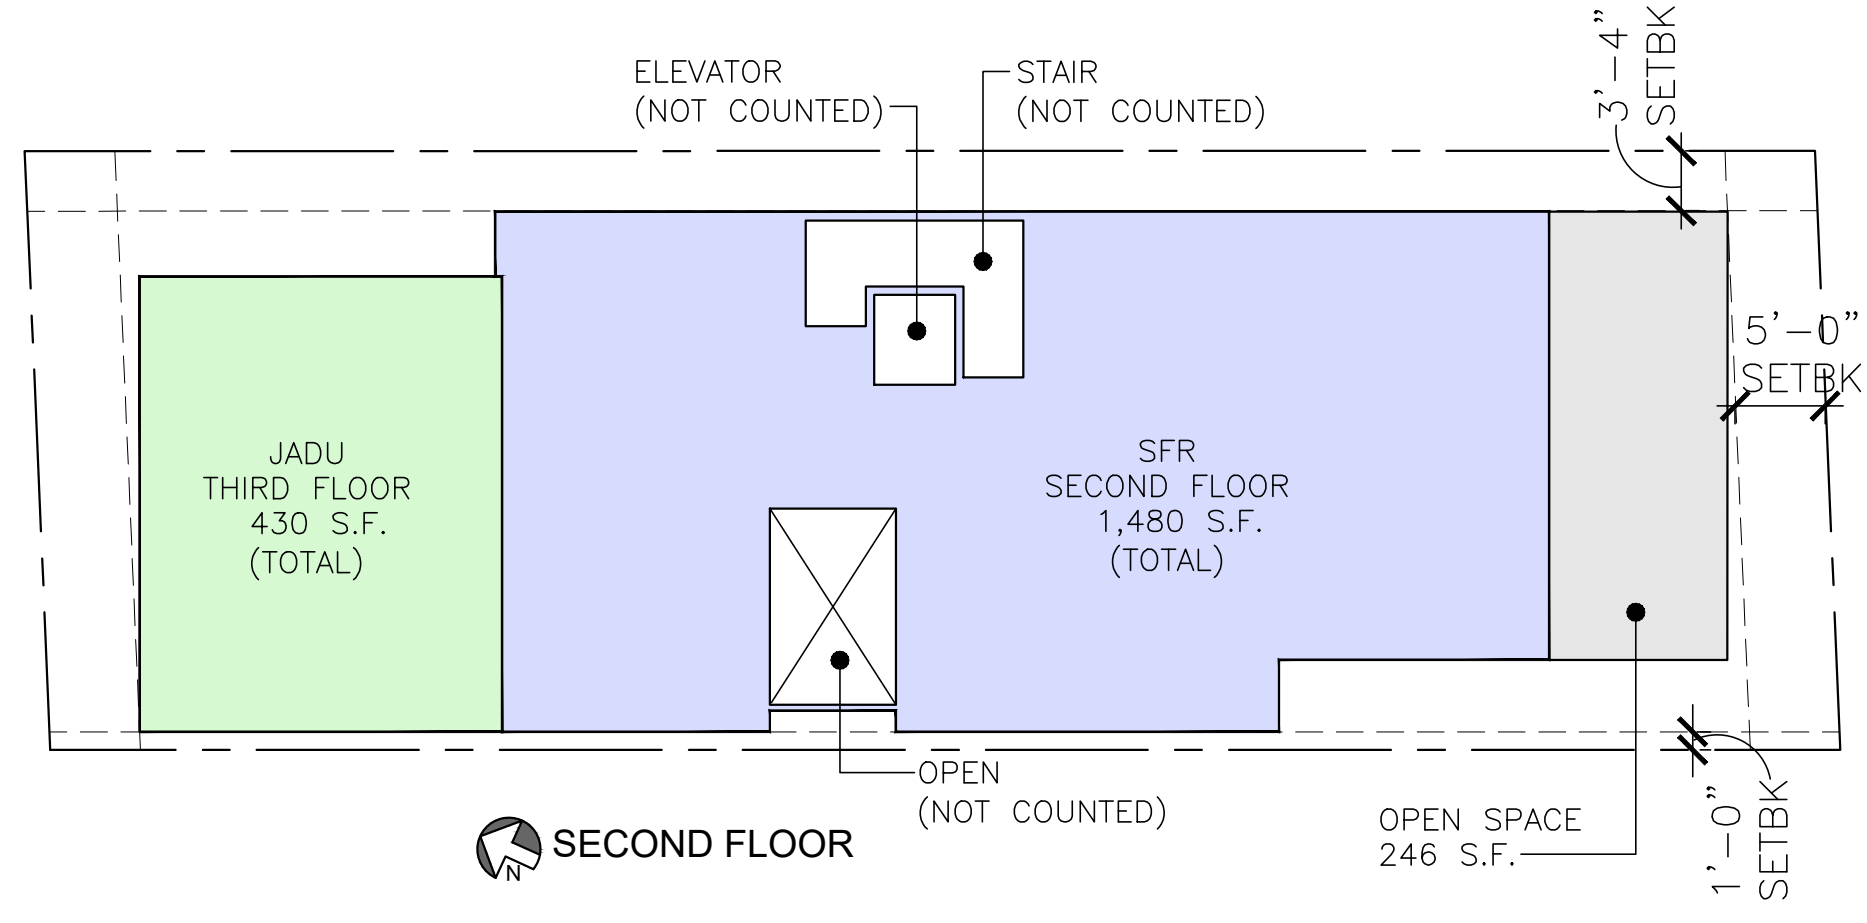 ELEVATOR
(NOT COUNTED)
STAIR
(NOT COUNTED)
3'-4"
SETBK
5'-0"
SETBK
JADU
THIRD FLOOR
430 S.F.
(TOTAL)
SFR
SECOND FLOOR
1,480 S.F.
(TOTAL)
OPEN
(NOT COUNTED)
OPEN SPACE
246 S.F.
1'-0"
SETBK
N
SECOND FLOOR